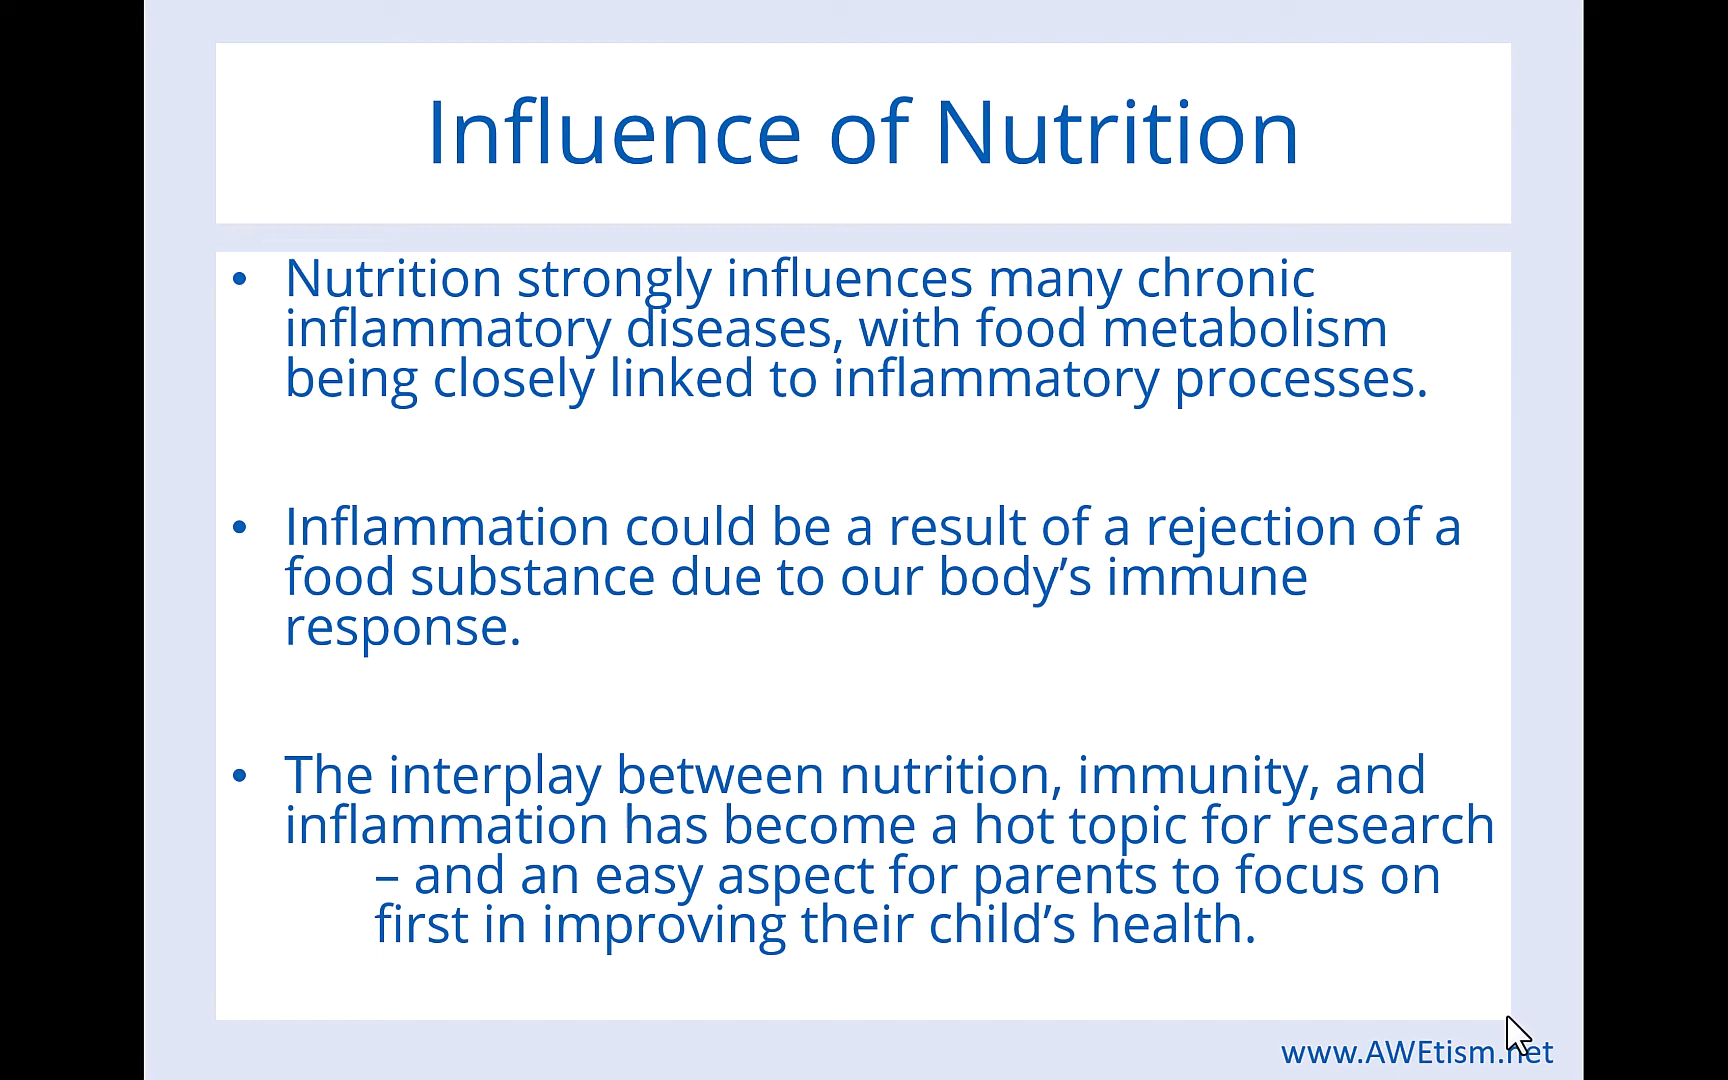 Influence of Nutrition
• Nutrition strongly influences many chronic
inflammatory diseases, with food metabolism
being closely linked to inflammatory processes.
• Inflammation could be a result of a rejection of a
food substance due to our body’s immune
response.
• The interplay between nutrition, immunity, and
inflammation has become a hot topic for research
– and an easy aspect for parents to focus on
first in improving their child’s health.
www.AWEtism.net